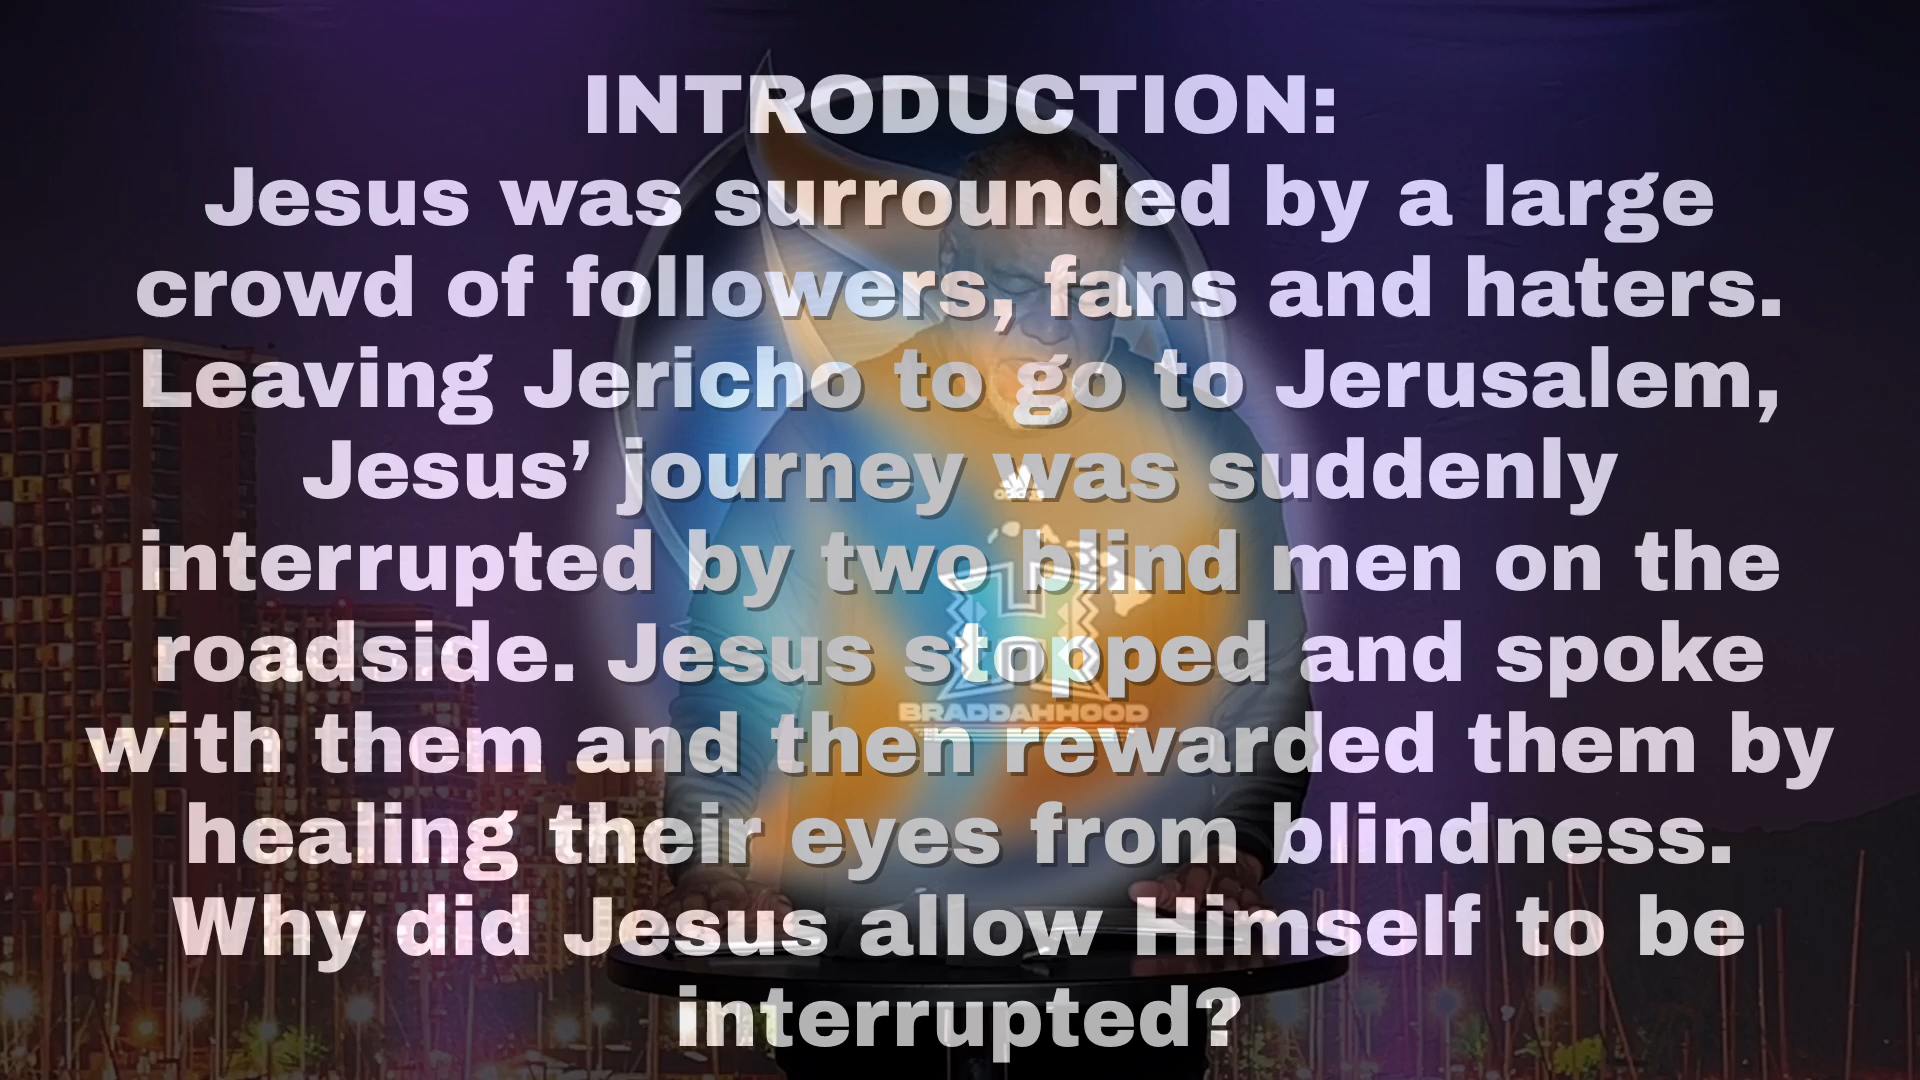 INTRODUCTION:
Jesus was surrounded by a large
crowd of followers, fans and haters.
Leaving Jericho to go to Jerusalem,
Jesus’ journey was suddenly
interrupted by two blind men on the
roadside. Jesus stopped and spoke
with them and then rewarded them by
healing their eyes from blindness.
Why did Jesus allow Himself to be
interrupted?
BRADDAHHOOD